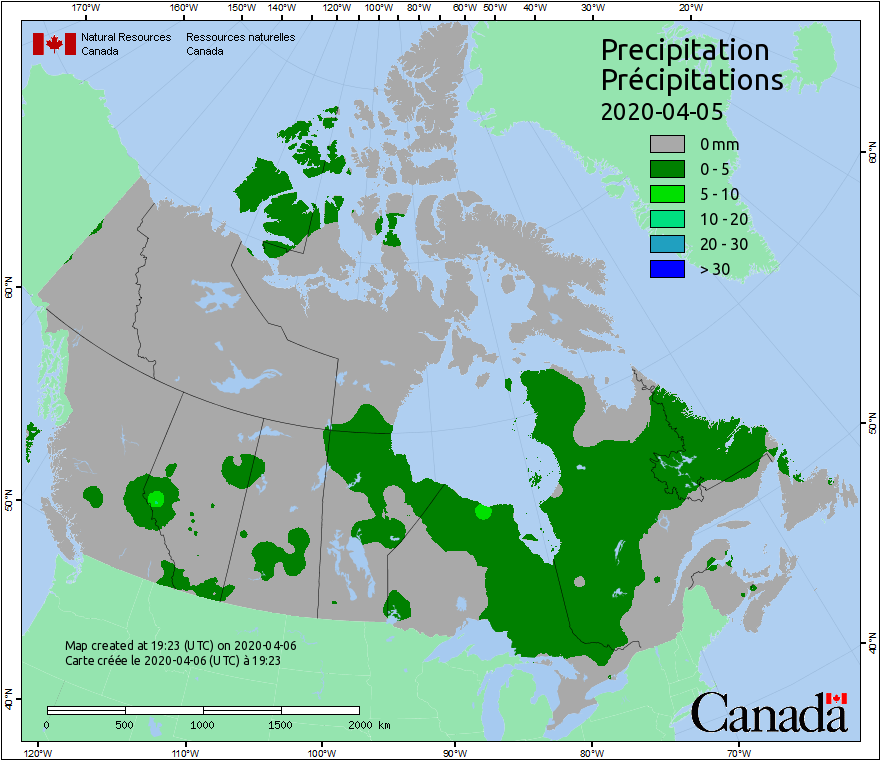 170°W 160°W 150°W 140°W 120°W 100°W 80°W 60°W 50°W 40°W 30°W 20°W
Natural Resources Canada
Ressources naturelles Canada
Precipitation
Précipitations
2020-04-05
0 mm
0 - 5
5 - 10
10 - 20
20 - 30
> 30
60°N
50°N
40°N
60°N
50°N
40°N
40°N
Map created at 19:23 (UTC) on 2020-04-06
Carte créée le 2020-04-06 (UTC) à 19:23
0 500 1000 1500 2000 km
Canada
120°W 110°W 100°W 90°W 80°W 70°W